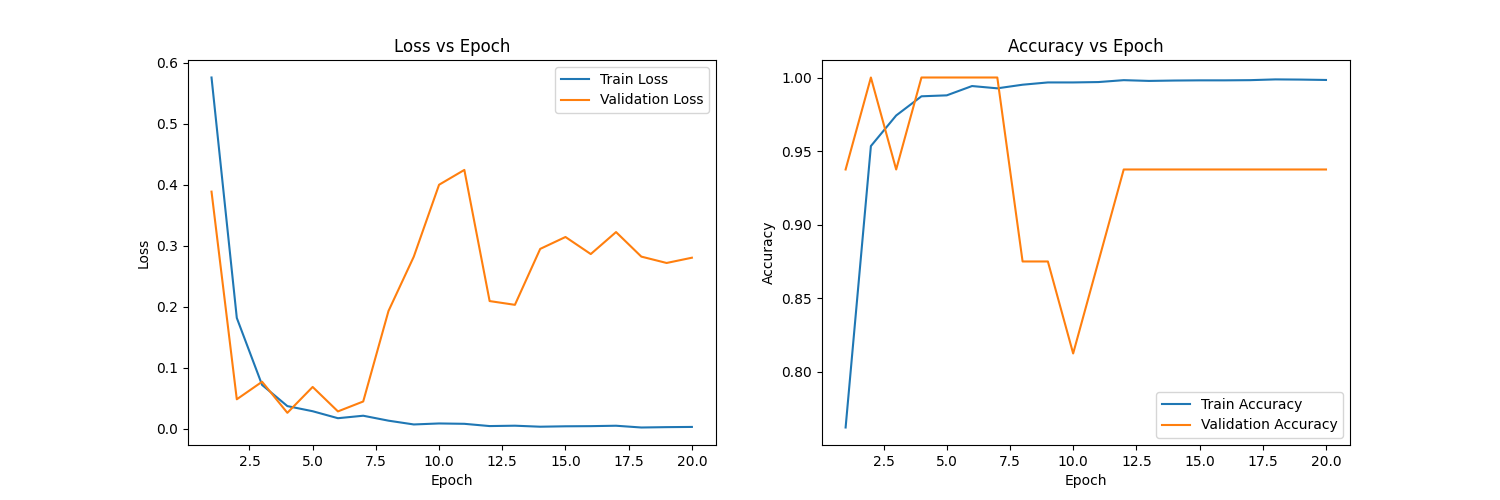 Loss vs Epoch
0.6
0.5
0.4
0.3
0.2
0.1
0.0
Loss
Train Loss
Validation Loss
2.5 5.0 7.5 10.0 12.5 15.0 17.5 20.0
Epoch
Accuracy vs Epoch
1.00
0.95
0.90
0.85
0.80
Accuracy
Train Accuracy
Validation Accuracy
2.5 5.0 7.5 10.0 12.5 15.0 17.5 20.0
Epoch